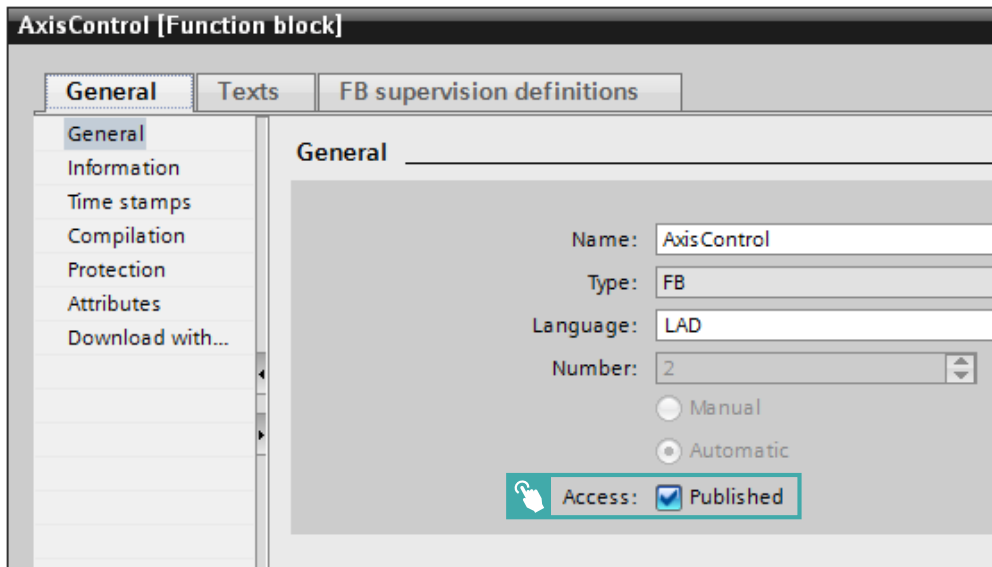 AxisControl [Function block]
General Texts FB supervision definitions
General
Information
Time stamps
Compilation
Protection
Attributes
Download with...
General
Name: AxisControl
Type: FB
Language: LAD
Number: 2
Manual
Automatic
Access: Published